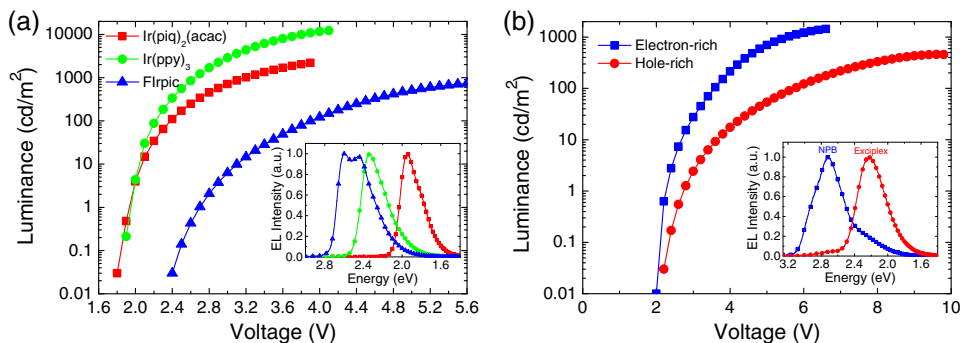 (a)
Luminance (cd/m²)
10000
1000
100
10
1
0.1
0.01
Ir(piq)₂(acac)
Ir(ppy)₃
FIrpic
EL Intensity (a.u.)
1.0
0.8
0.6
0.4
0.2
0.0
2.8 2.4 2.0 1.6
Energy (eV)
1.6 2.0 2.4 2.8 3.2 3.6 4.0 4.4 4.8 5.2 5.6
Voltage (V)
(b)
Luminance (cd/m²)
1000
100
10
1
0.1
0.01
Electron-rich
Hole-rich
EL Intensity (a.u.)
1.0
0.8
0.6
0.4
0.2
0.0
NPB Exciplex
3.2 2.8 2.4 2.0 1.6
Energy (eV)
0 2 4 6 8 10
Voltage (V)